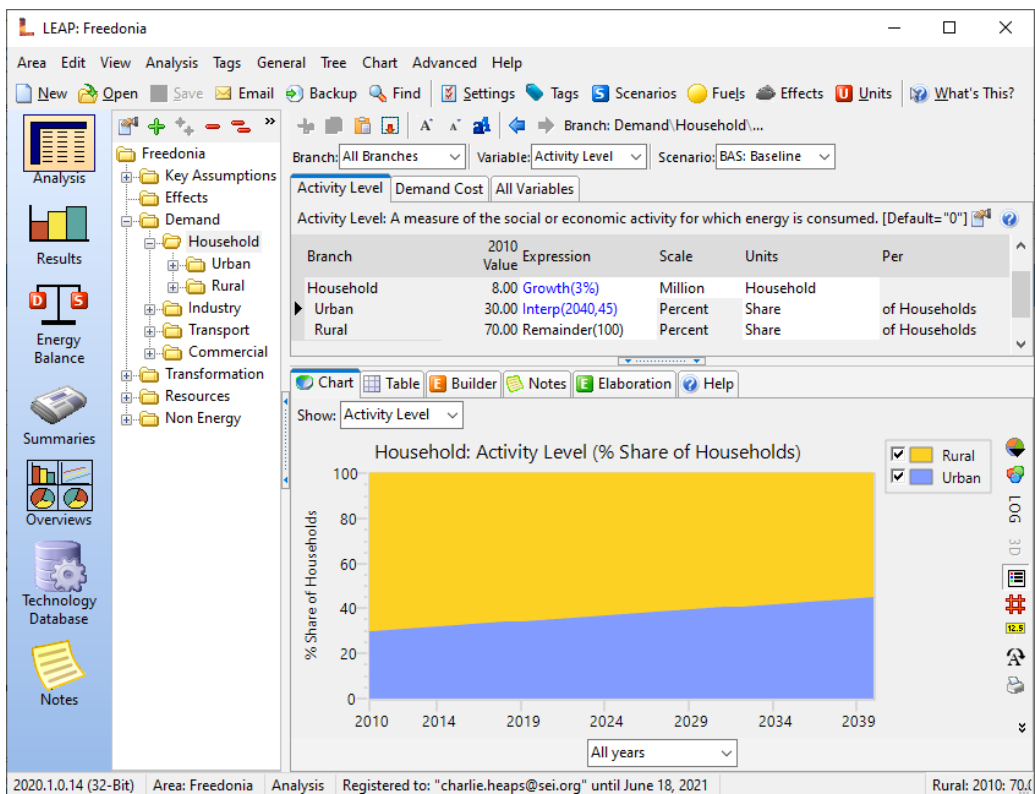 LEAP: Freedonia
Area Edit View Analysis Tags General Tree Chart Advanced Help
New Open Save Email Backup Find Settings Tags S Scenarios Fuels Effects U Units What's This?
Analysis
Results
D S
Energy
Balance
Summaries
Overviews
Technology
Database
Notes
»
Freedonia
Key Assumptions
Effects
Demand
Household
Urban
Rural
Industry
Transport
Commercial
Transformation
Resources
Non Energy
A A a Branch: Demand\Household\...
Branch: All Branches Variable: Activity Level Scenario: BAS: Baseline
Activity Level Demand Cost All Variables
Activity Level: A measure of the social or economic activity for which energy is consumed. [Default="0"]
Branch 2010 Value Expression Scale Units Per
Household 8.00 Growth(3%) Million Household
Urban 30.00 Interp(2040,45) Percent Share of Households
Rural 70.00 Remainder(100) Percent Share of Households
Chart Table E Builder Notes E Elaboration Help
Show: Activity Level
Household: Activity Level (% Share of Households)
% Share of Households
100
80
60
40
20
0
2010 2014 2019 2024 2029 2034 2039
Rural
Urban
LOG
3D
12.5
A
All years
2020.1.0.14 (32-Bit) Area: Freedonia Analysis Registered to: "charlie.heaps@sei.org" until June 18, 2021 Rural: 2010: 70.